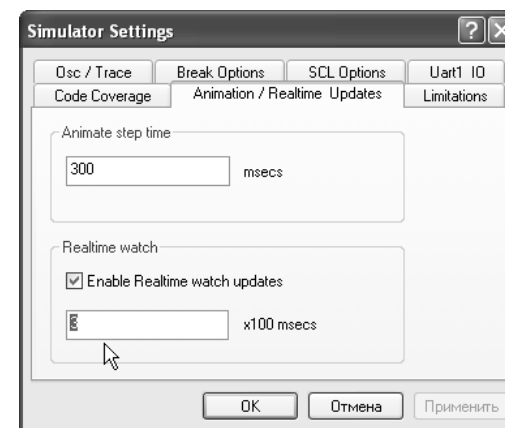 Simulator Settings
Osc / Trace Break Options SCL Options Uart1 IO
Code Coverage Animation / Realtime Updates Limitations
Animate step time
300 msecs
Realtime watch
Enable Realtime watch updates
x100 msecs
OK Отмена Применить